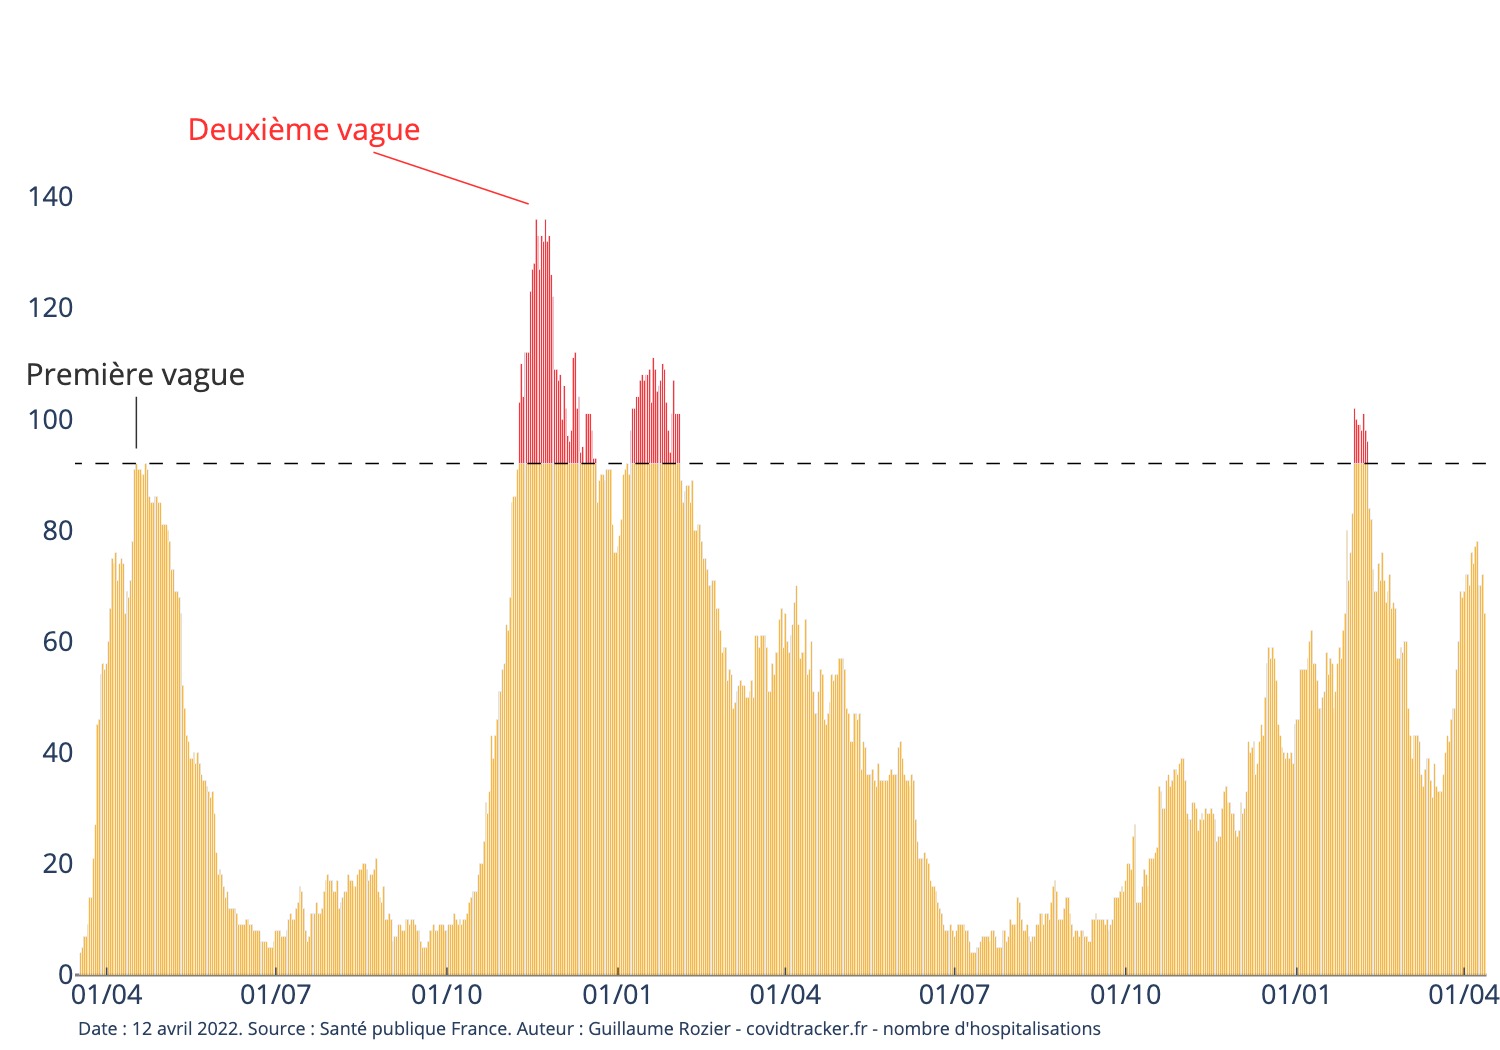 Deuxième vague
140
120
Première vague
100
80
60
40
20
0
01/04 01/07 01/10 01/01 01/04 01/07 01/10 01/01 01/04
Date : 12 avril 2022. Source : Santé publique France. Auteur : Guillaume Rozier - covidtracker.fr - nombre d'hospitalisations